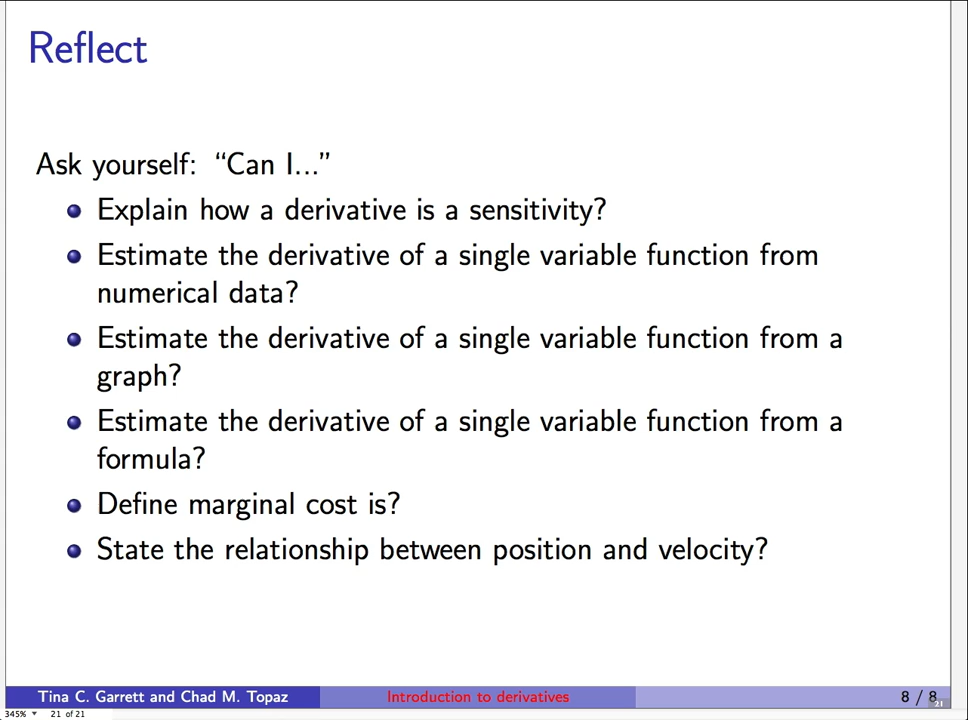 Reflect
Ask yourself: “Can I...”
Explain how a derivative is a sensitivity?
Estimate the derivative of a single variable function from
numerical data?
Estimate the derivative of a single variable function from a
graph?
Estimate the derivative of a single variable function from a
formula?
Define marginal cost is?
State the relationship between position and velocity?
Tina C. Garrett and Chad M. Topaz Introduction to derivatives 8 / 8
21
345% 21 of 21